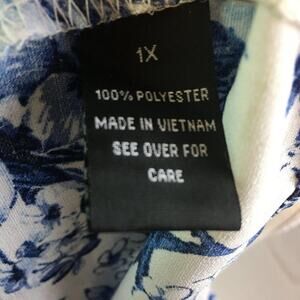 1X
100% POLYESTER
MADE IN VIETNAM
SEE OVER FOR
CARE